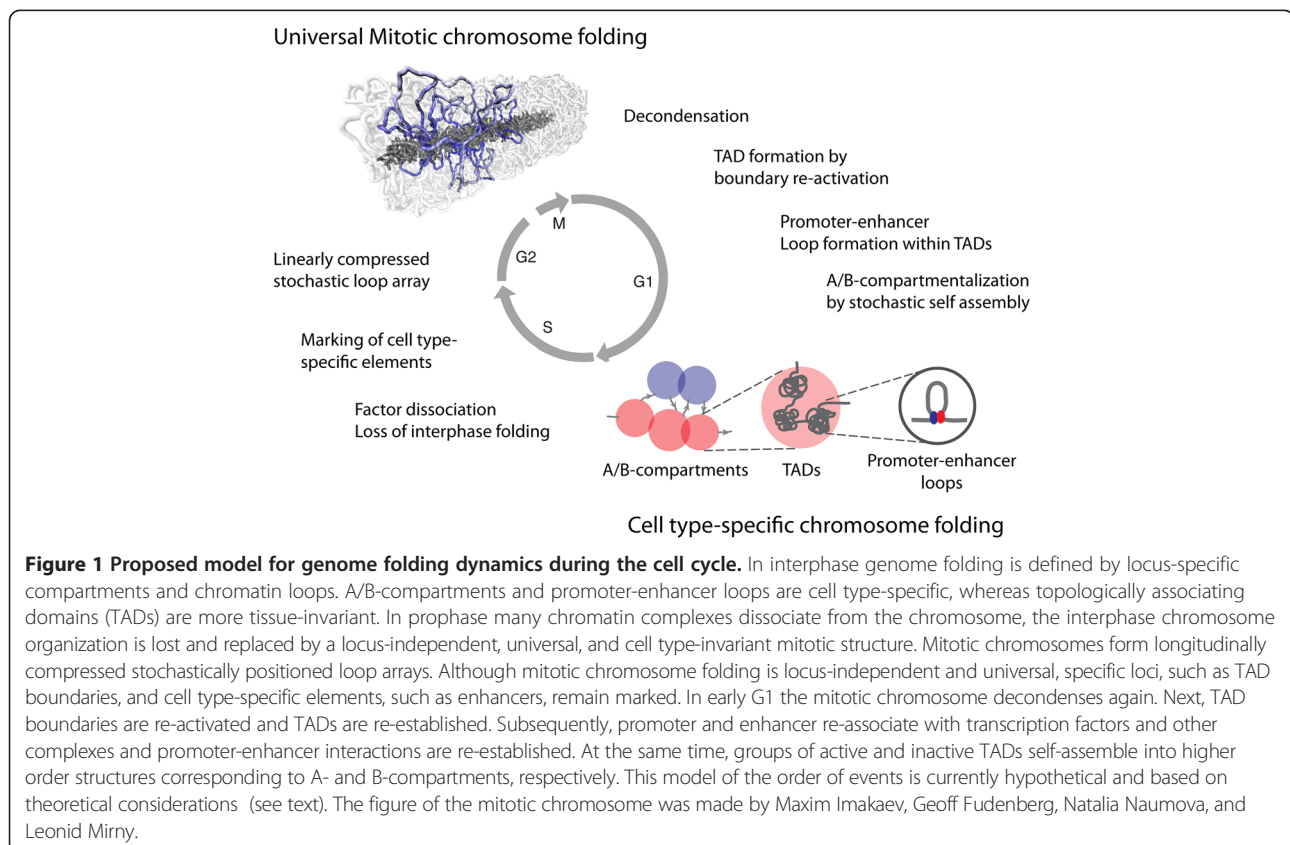 Universal Mitotic chromosome folding
Decondensation
TAD formation by
boundary re-activation
Promoter-enhancer
Loop formation within TADs
A/B-compartmentalization
by stochastic self assembly
M
G2
G1
S
Linearly compressed
stochastic loop array
Marking of cell type-
specific elements
Factor dissociation
Loss of interphase folding
A/B-compartments
TADs
Promoter-enhancer
loops
Cell type-specific chromosome folding
Figure 1 Proposed model for genome folding dynamics during the cell cycle. In interphase genome folding is defined by locus-specific
compartments and chromatin loops. A/B-compartments and promoter-enhancer loops are cell type-specific, whereas topologically associating
domains (TADs) are more tissue-invariant. In prophase many chromatin complexes dissociate from the chromosome, the interphase chromosome
organization is lost and replaced by a locus-independent, universal, and cell type-invariant mitotic structure. Mitotic chromosomes form longitudinally
compressed stochastically positioned loop arrays. Although mitotic chromosome folding is locus-independent and universal, specific loci, such as TAD
boundaries, and cell type-specific elements, such as enhancers, remain marked. In early G1 the mitotic chromosome decondenses again. Next, TAD
boundaries are re-activated and TADs are re-established. Subsequently, promoter and enhancer re-associate with transcription factors and other
complexes and promoter-enhancer interactions are re-established. At the same time, groups of active and inactive TADs self-assemble into higher
order structures corresponding to A- and B-compartments, respectively. This model of the order of events is currently hypothetical and based on
theoretical considerations (see text). The figure of the mitotic chromosome was made by Maxim Imakaev, Geoff Fudenberg, Natalia Naumova, and
Leonid Mirny.